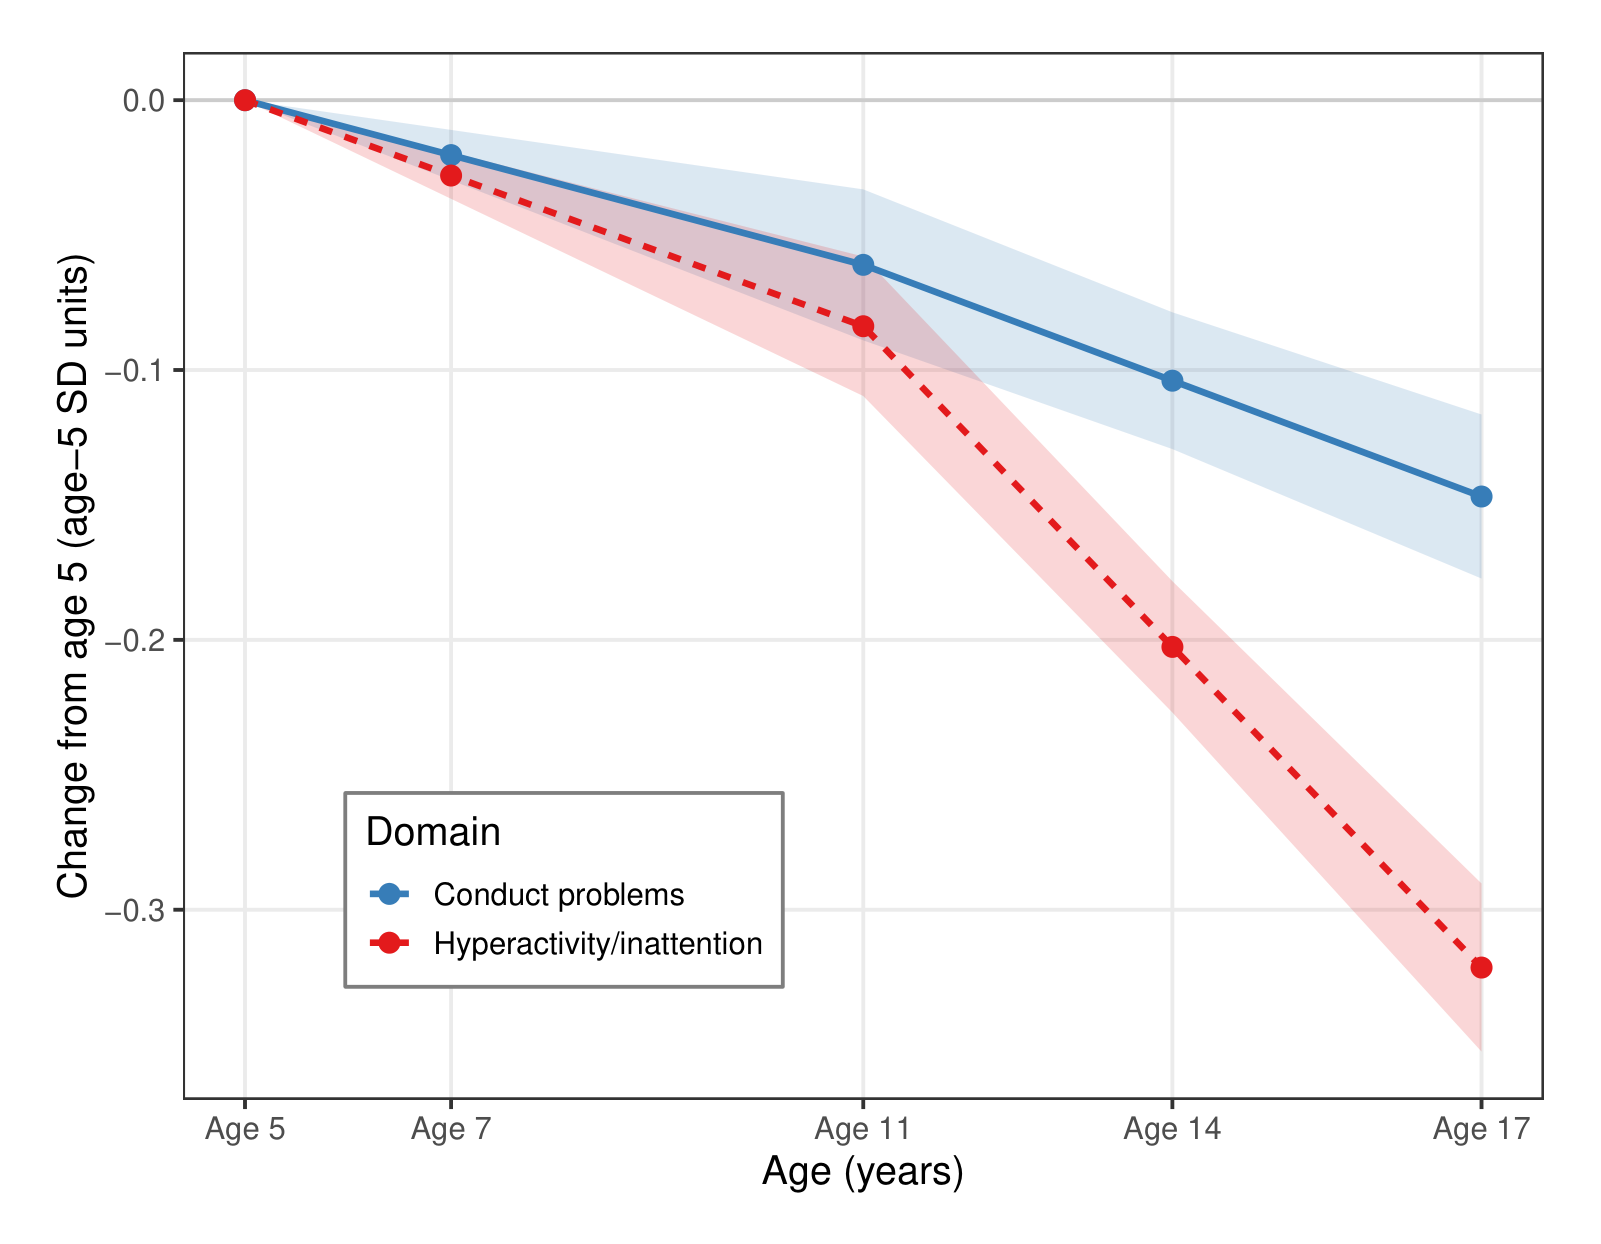 Change from age 5 (age−5 SD units)
0.0
−0.1
−0.2
−0.3
Domain
Conduct problems
Hyperactivity/inattention
Age 5
Age 7
Age 11
Age 14
Age 17
Age (years)